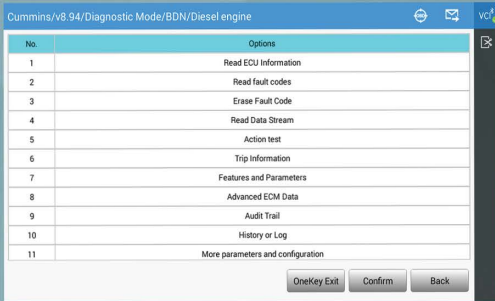 Cummins/v8.94/Diagnostic Mode/BDN/Diesel engine
VCI
No. Options
1 Read ECU Information
2 Read fault codes
3 Erase Fault Code
4 Read Data Stream
5 Action test
6 Trip Information
7 Features and Parameters
8 Advanced ECM Data
9 Audit Trail
10 History or Log
11 More parameters and configuration
OneKey Exit Confirm Back